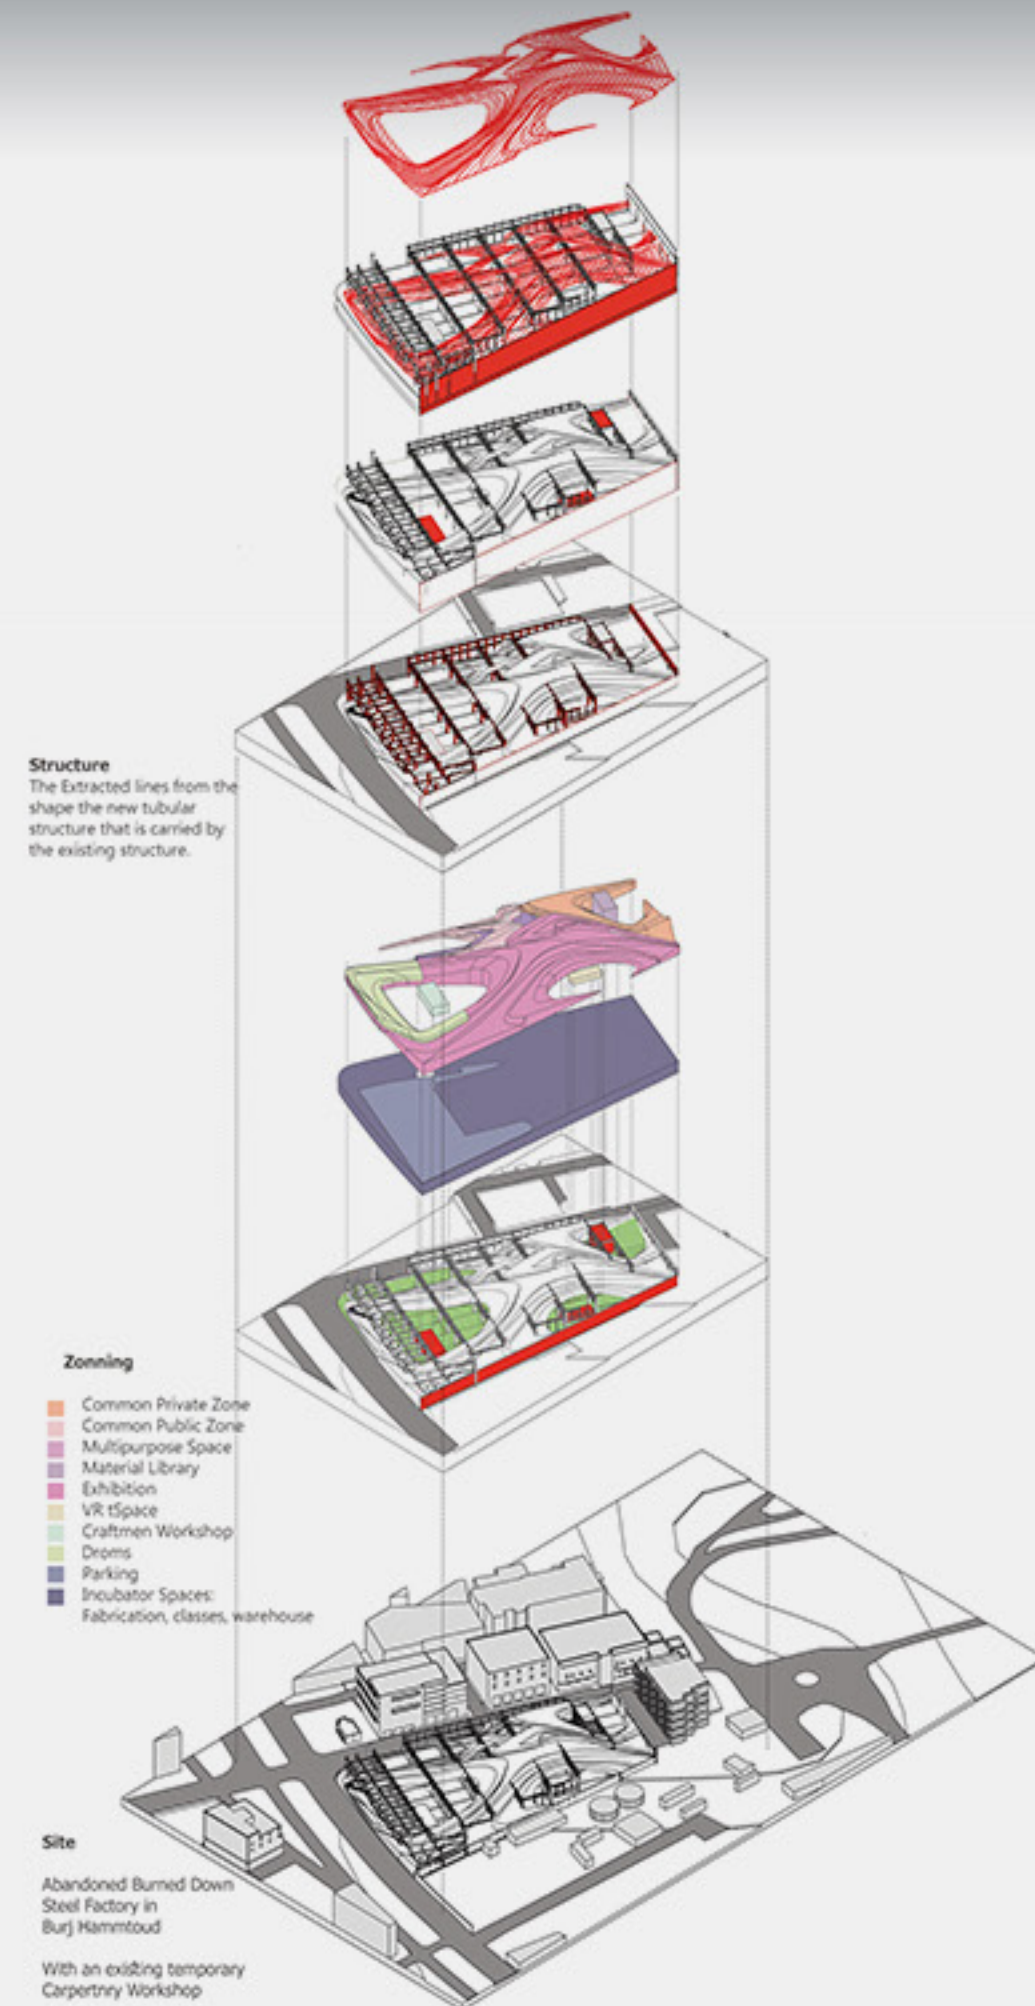 Structure
The Extracted lines from the
shape the new tubular
structure that is carried by
the existing structure.
Zonning
Common Private Zone
Common Public Zone
Multipurpose Space
Material Library
Exhibition
VR tSpace
Craftmen Workshop
Droms
Parking
Incubator Spaces:
Fabrication, classes, warehouse
Site
Abandoned Burned Down
Steel Factory in
Burj Hammtoud
With an existing temporary
Carpertnry Workshop